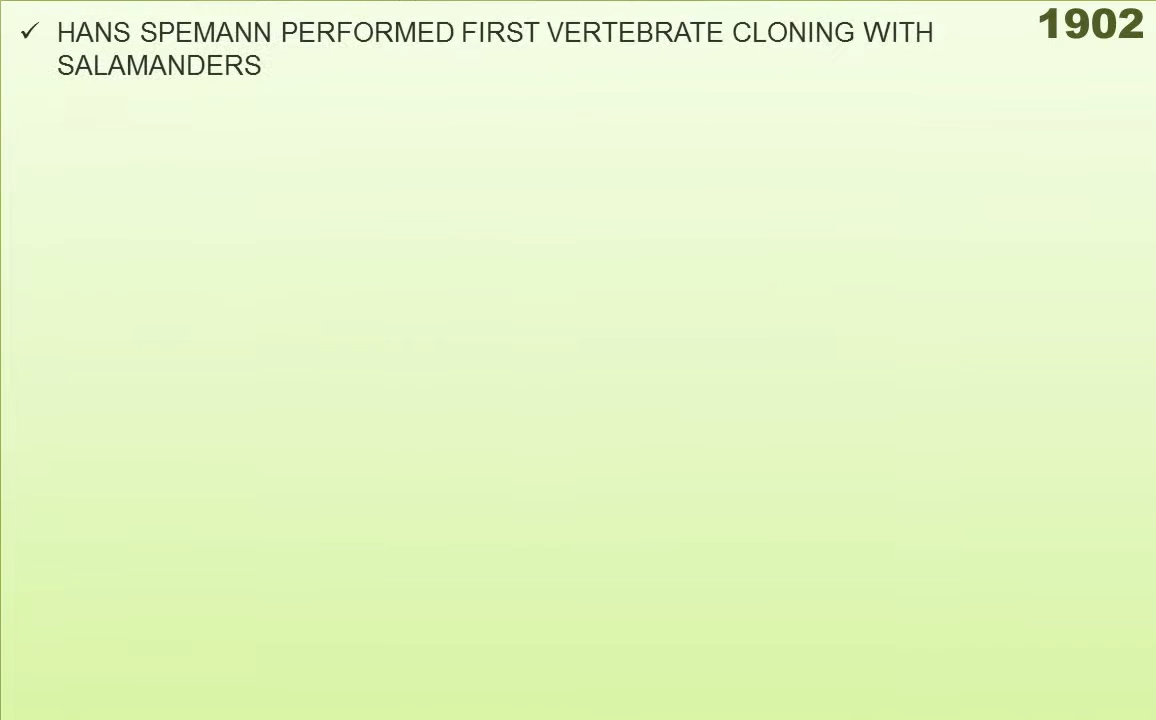 ✓ HANS SPEMANN PERFORMED FIRST VERTEBRATE CLONING WITH
SALAMANDERS
1902